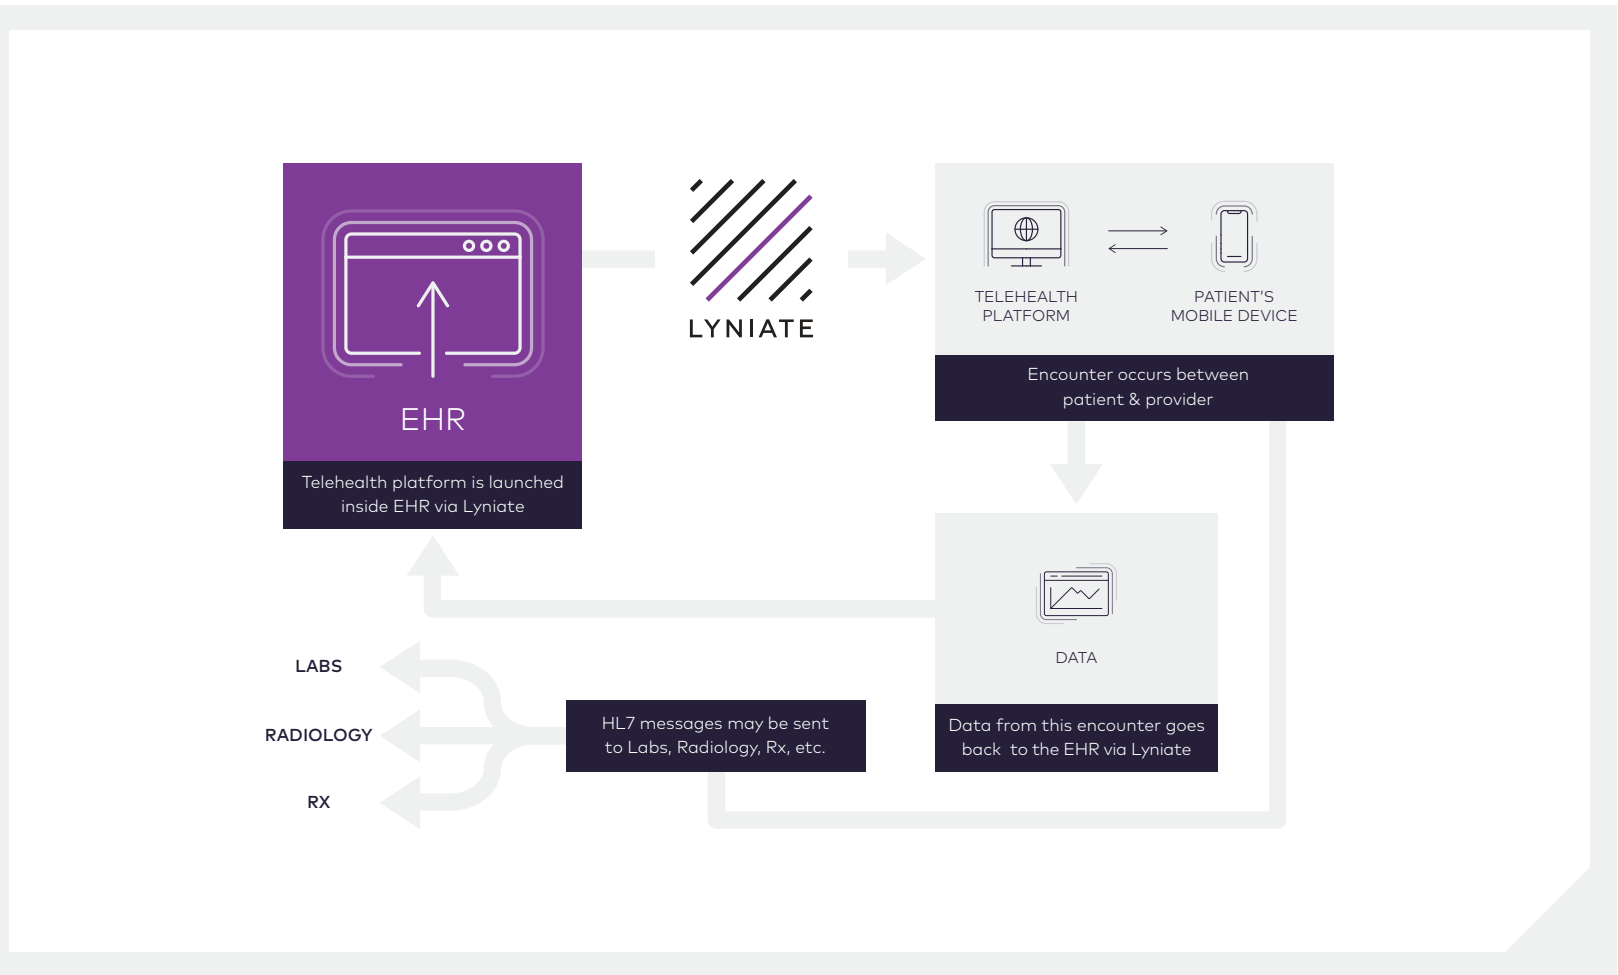 EHR
Telehealth platform is launched
inside EHR via Lyniate
LYNIATE
TELEHEALTH
PLATFORM
PATIENT'S
MOBILE DEVICE
Encounter occurs between
patient & provider
DATA
Data from this encounter goes
back to the EHR via Lyniate
HL7 messages may be sent
to Labs, Radiology, Rx, etc.
LABS
RADIOLOGY
RX